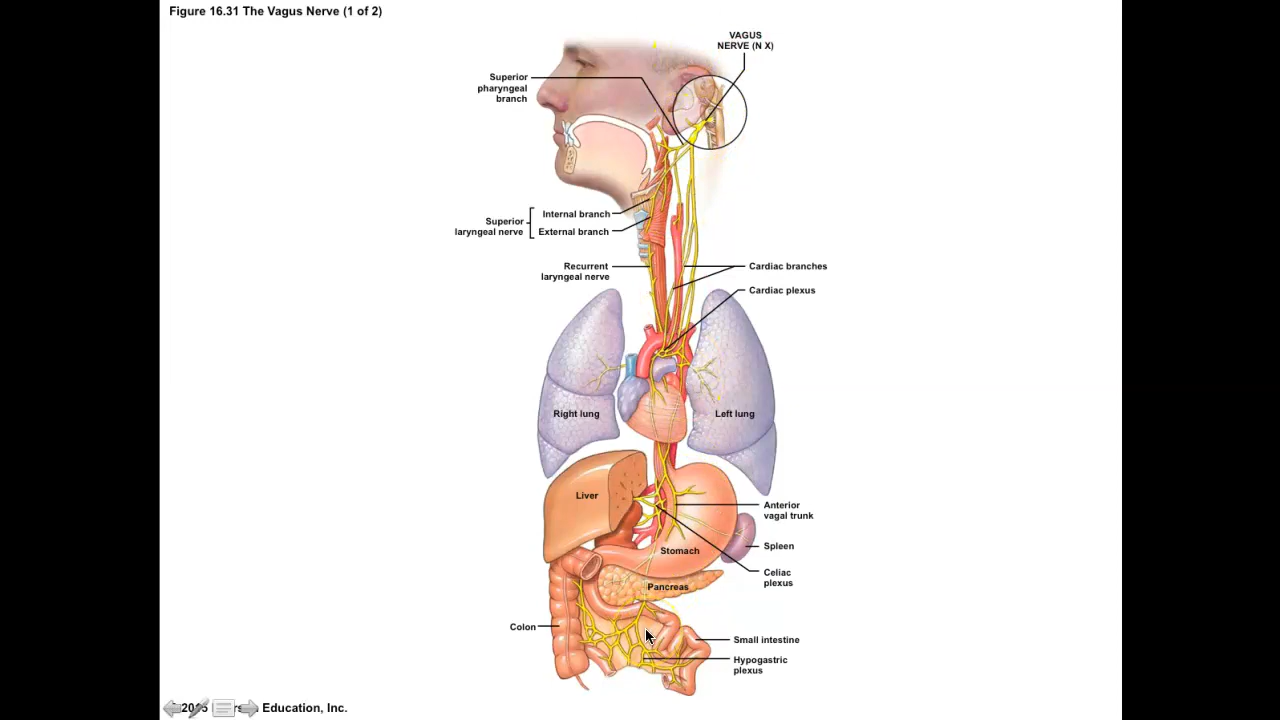 Figure 16.31 The Vagus Nerve (1 of 2)
VAGUS
NERVE (N X)
Superior
pharyngeal
branch
Internal branch
Superior
laryngeal nerve
External branch
Recurrent
laryngeal nerve
Cardiac branches
Cardiac plexus
Right lung
Left lung
Liver
Anterior
vagal trunk
Stomach
Spleen
Celiac
plexus
Pancreas
Colon
Small intestine
Hypogastric
plexus
Education, Inc.